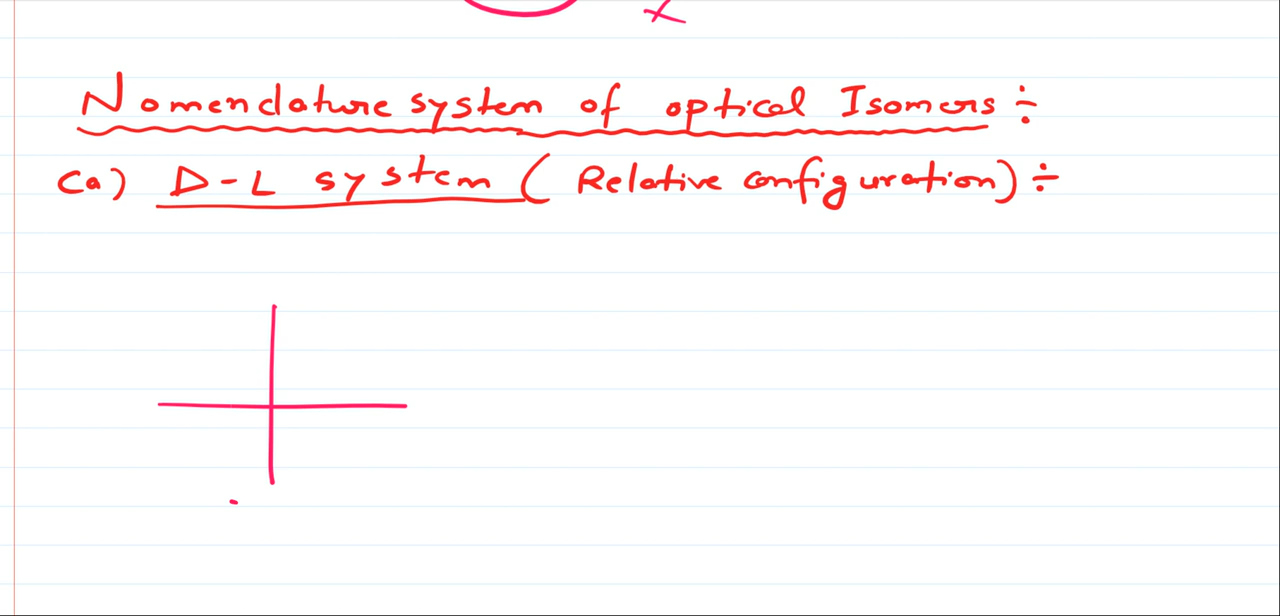 Nomenclature system of optical Isomers ÷
(a) D-L system ( Relative configuration) ÷